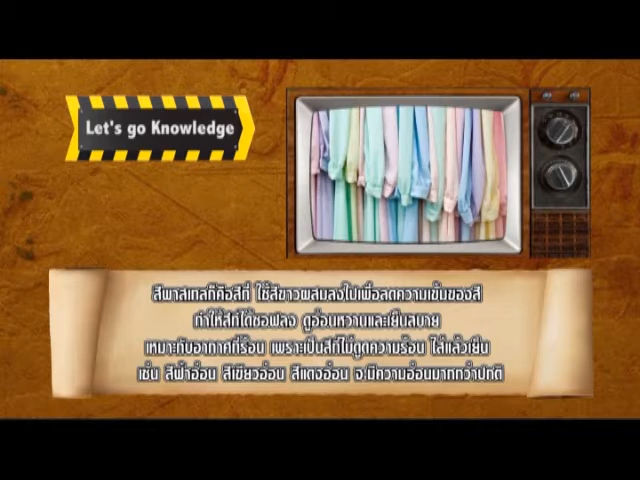 Let's go Knowledge
สีพาสเทลก็คือสีที่ ใช้สีขาวผสมลงไปเพื่อลดความเข้มของสี
ทำให้สีที่ได้ซอฟลง ดูอ่อนหวานและเย็นสบาย
เหมาะกับอากาศที่ร้อน เพราะเป็นสีที่ไม่ดูดความร้อน ใส่แล้วเย็น
เช่น สีฟ้าอ่อน สีเขียวอ่อน สีแดงอ่อน จะมีความอ่อนมากกว่าปกติ